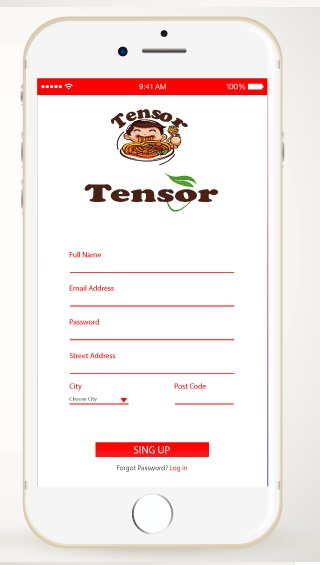 9:41 AM
100%
Tensor
Tensor
Full Name
Email Address
Password
Street Address
City
Post Code
Choose City
SING UP
Forgot Password? Log in